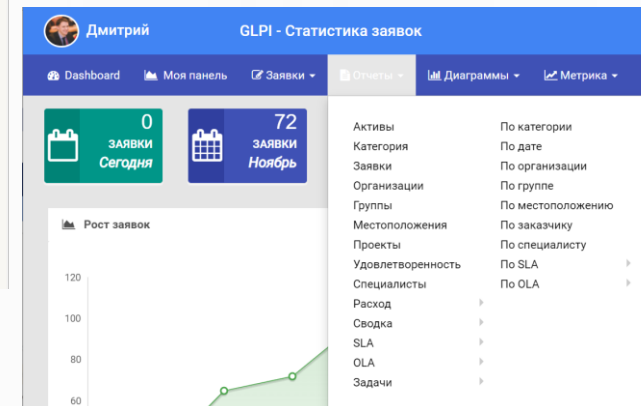 Дмитрий
GLPI - Статистика заявок
Dashboard
Моя панель
Заявки
Отчеты
Диаграммы
Метрика
0
заявки
Сегодня
72
заявки
Ноябрь
Рост заявок
120
100
80
60
Активы
Категория
Заявки
Организации
Группы
Местоположения
Проекты
Удовлетворенность
Специалисты
Расход
Сводка
SLA
OLA
Задачи
По категории
По дате
По организации
По группе
По местоположению
По заказчику
По специалисту
По SLA
По OLA